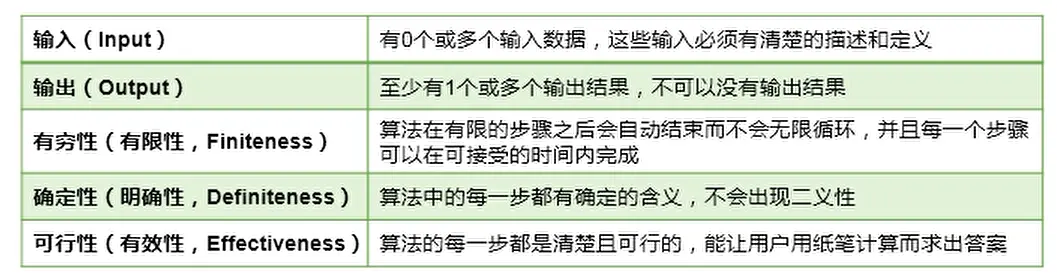 输入（Input）
有0个或多个输入数据，这些输入必须有清楚的描述和定义
输出（Output）
至少有1个或多个输出结果，不可以没有输出结果
有穷性（有限性，Finiteness）
算法在有限的步骤之后会自动结束而不会无限循环，并且每一个步骤
可以在可接受的时间内完成
确定性（明确性，Definiteness）
算法中的每一步都有确定的含义，不会出现二义性
可行性（有效性，Effectiveness）
算法的每一步都是清楚且可行的，能让用户用纸笔计算而求出答案